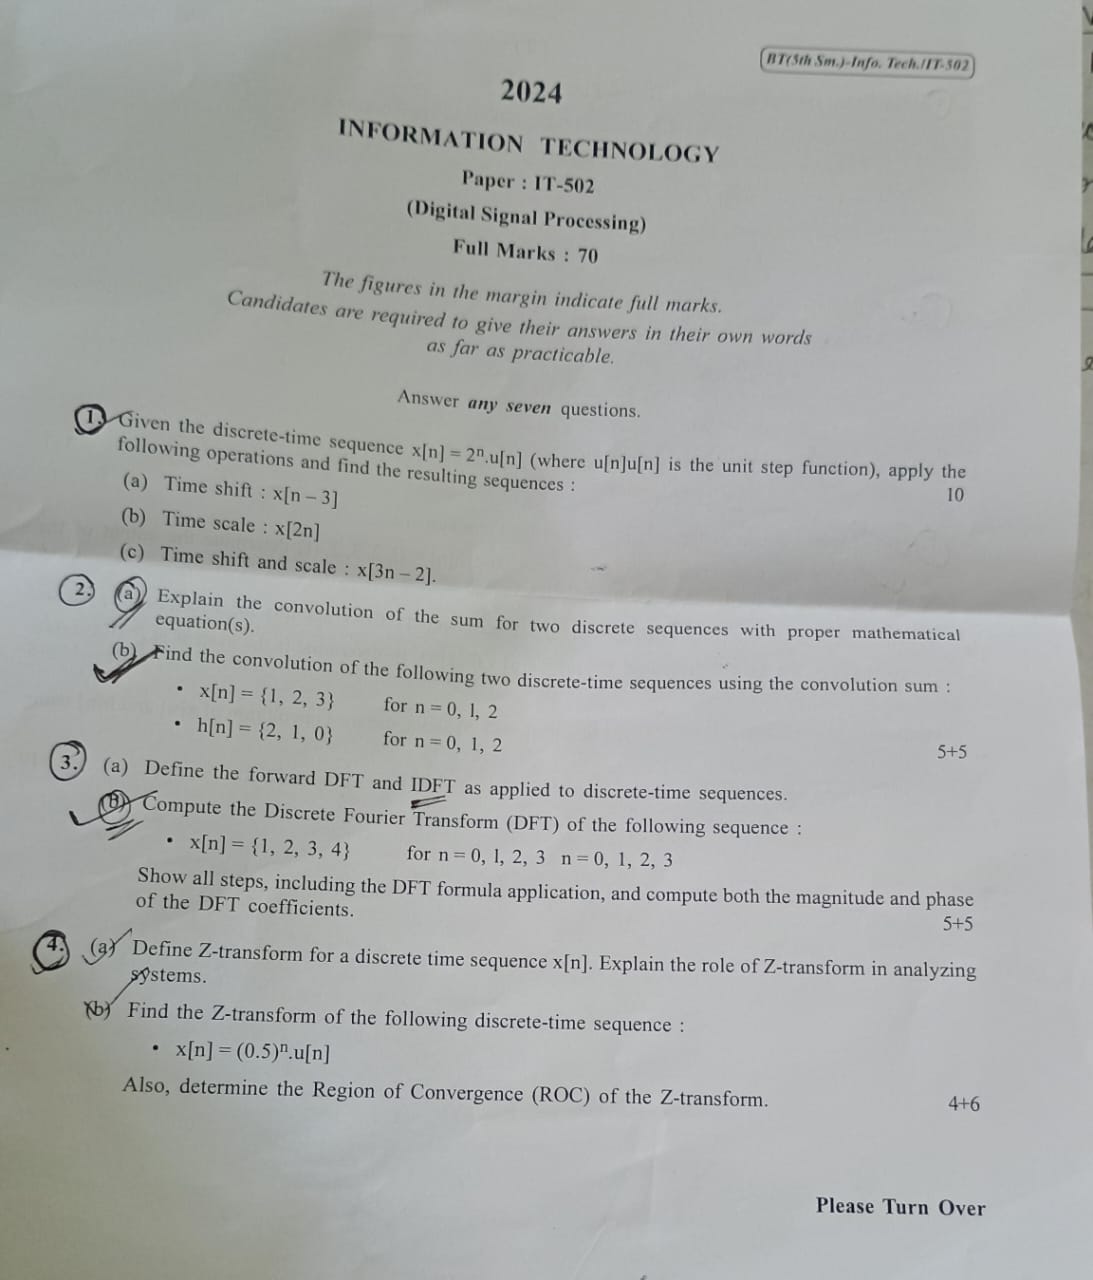 BT(5th Sm.)-Info. Tech./IT-502
2024
INFORMATION TECHNOLOGY
Paper : IT-502
(Digital Signal Processing)
Full Marks : 70
The figures in the margin indicate full marks.
Candidates are required to give their answers in their own words
as far as practicable.
Answer any seven questions.
1. Given the discrete-time sequence x[n] = 2ⁿ.u[n] (where u[n]u[n] is the unit step function), apply the
following operations and find the resulting sequences : 10
(a) Time shift : x[n – 3]
(b) Time scale : x[2n]
(c) Time shift and scale : x[3n – 2].
2. (a) Explain the convolution of the sum for two discrete sequences with proper mathematical
equation(s).
(b) Find the convolution of the following two discrete-time sequences using the convolution sum :
• x[n] = {1, 2, 3} for n = 0, 1, 2
• h[n] = {2, 1, 0} for n = 0, 1, 2 5+5
3. (a) Define the forward DFT and IDFT as applied to discrete-time sequences.
(B) Compute the Discrete Fourier Transform (DFT) of the following sequence :
• x[n] = {1, 2, 3, 4} for n = 0, 1, 2, 3 n = 0, 1, 2, 3
Show all steps, including the DFT formula application, and compute both the magnitude and phase
of the DFT coefficients. 5+5
4. (a) Define Z-transform for a discrete time sequence x[n]. Explain the role of Z-transform in analyzing
systems.
(b) Find the Z-transform of the following discrete-time sequence :
• x[n] = (0.5)ⁿ.u[n]
Also, determine the Region of Convergence (ROC) of the Z-transform. 4+6
Please Turn Over